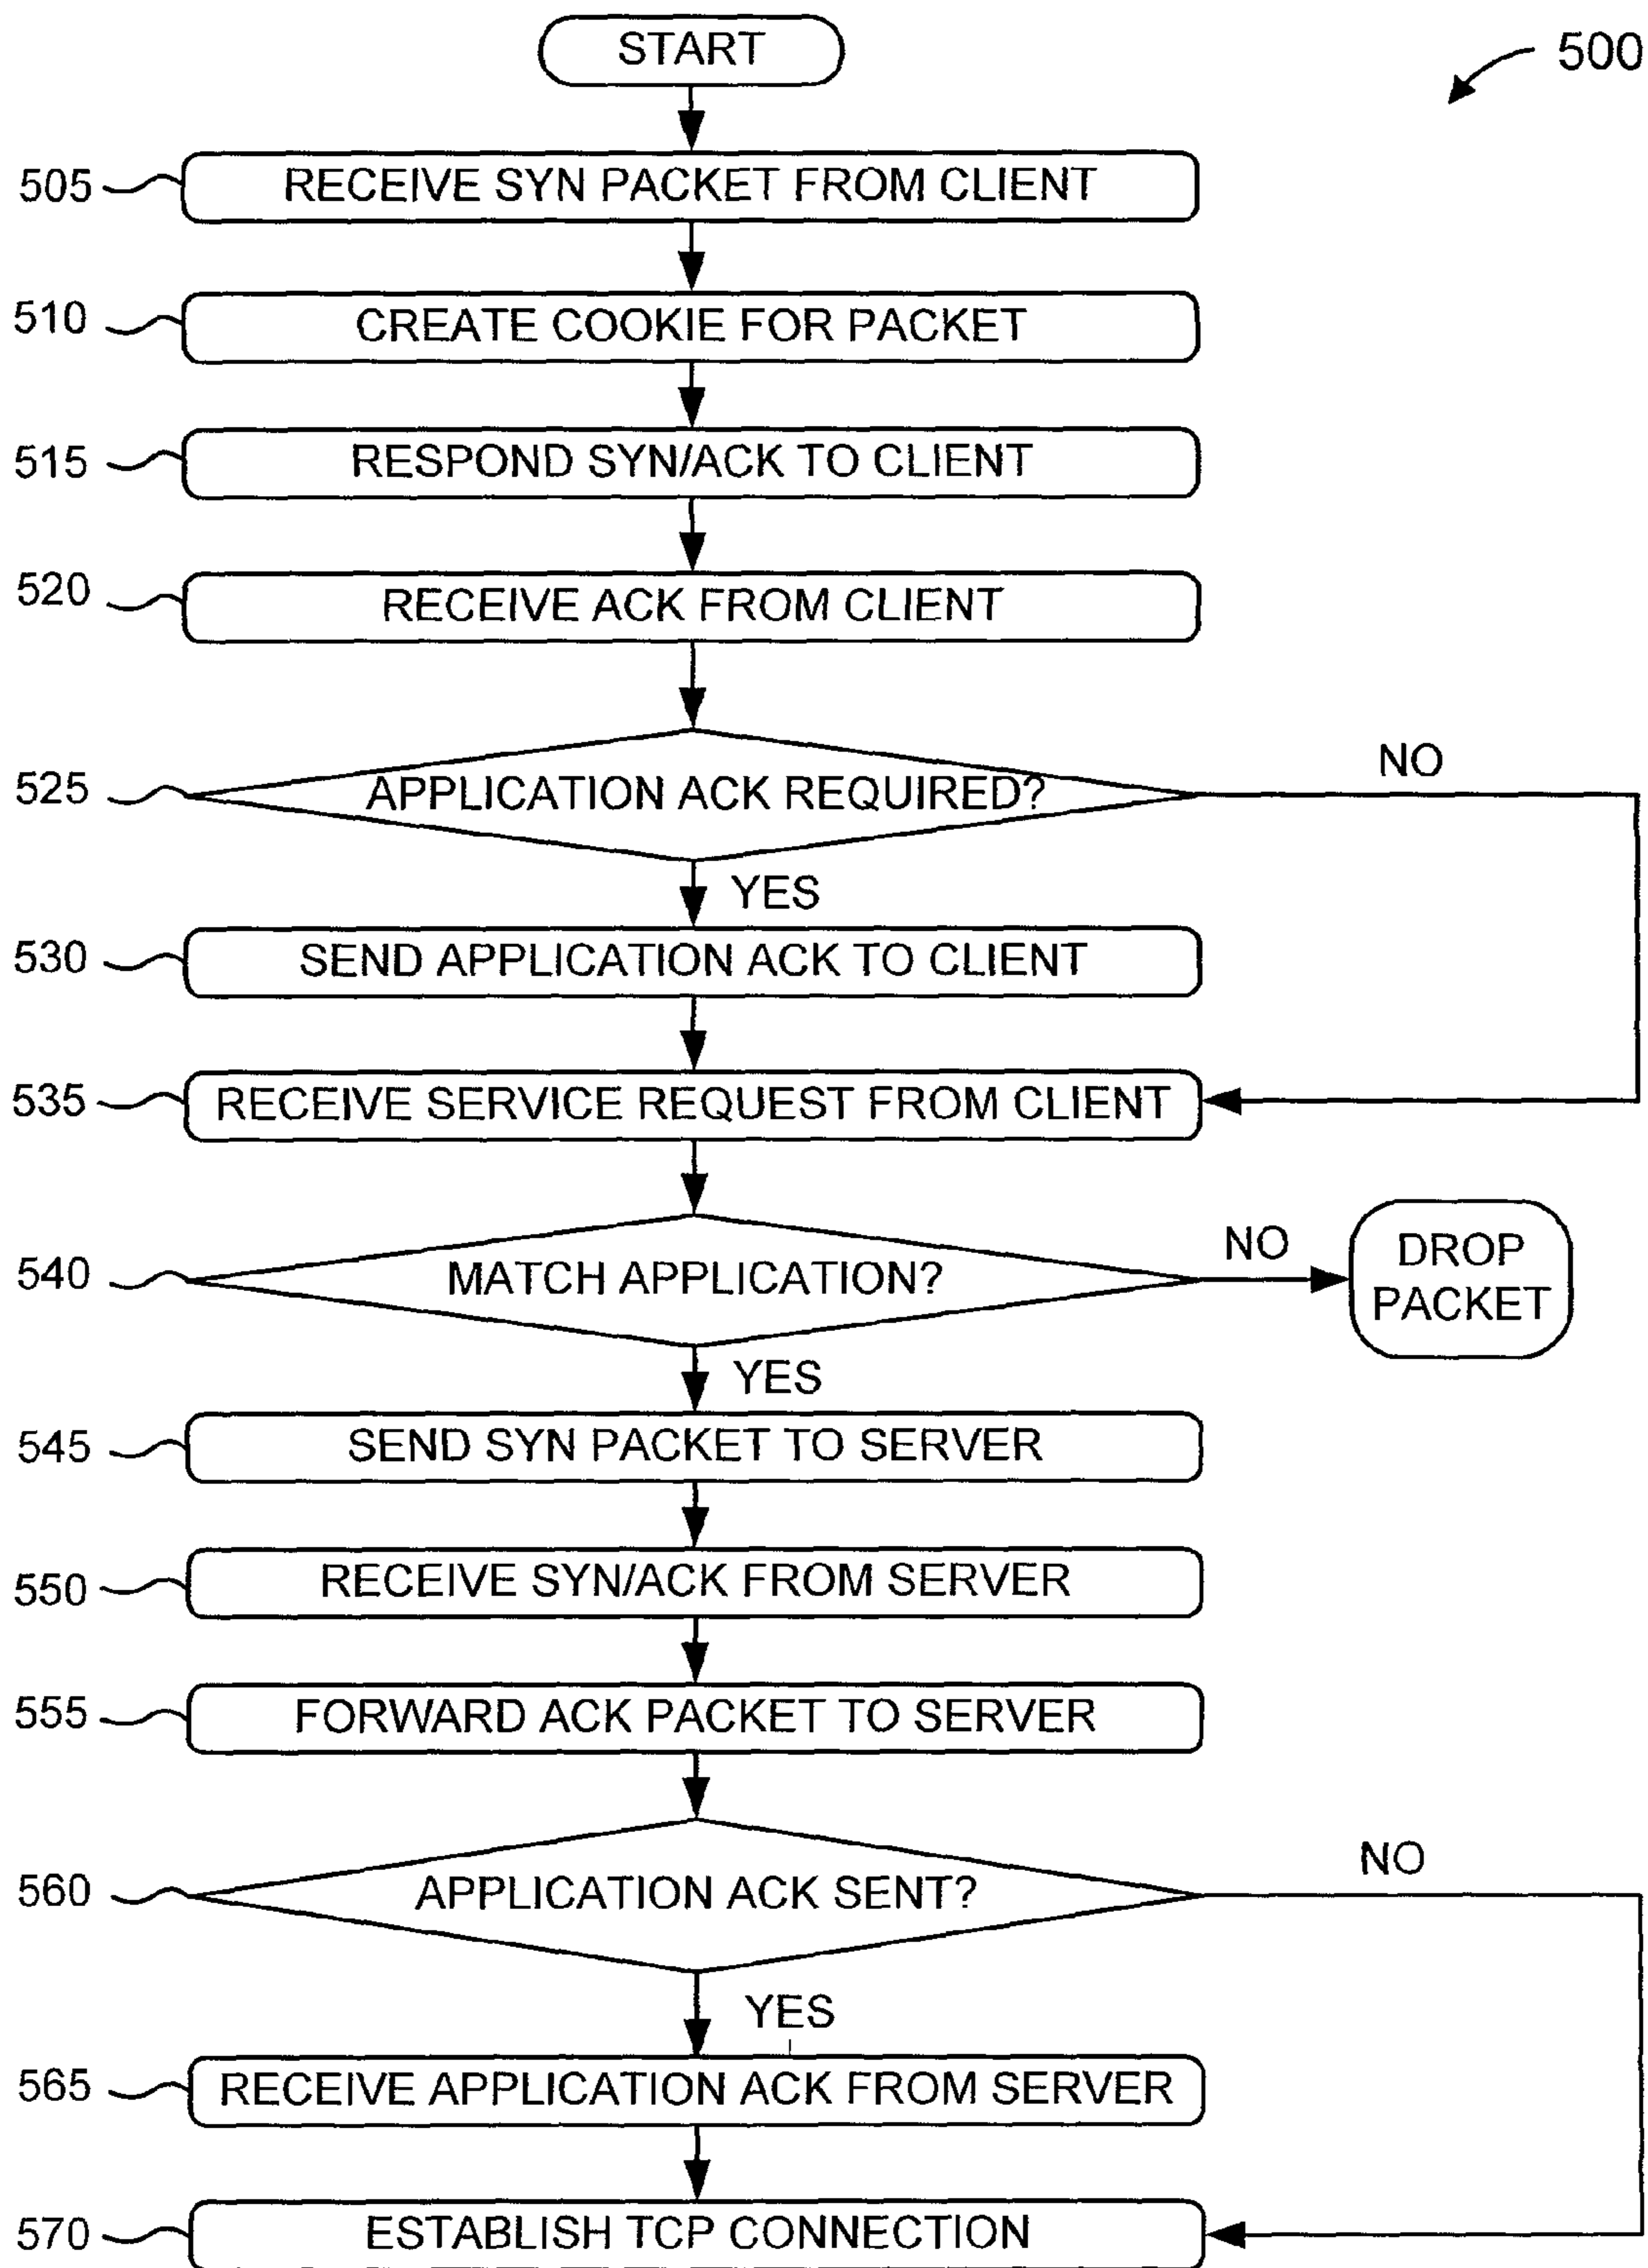 START
500
505
RECEIVE SYN PACKET FROM CLIENT
510
CREATE COOKIE FOR PACKET
515
RESPOND SYN/ACK TO CLIENT
520
RECEIVE ACK FROM CLIENT
525
APPLICATION ACK REQUIRED?
NO
YES
530
SEND APPLICATION ACK TO CLIENT
535
RECEIVE SERVICE REQUEST FROM CLIENT
540
MATCH APPLICATION?
NO
DROP
PACKET
YES
545
SEND SYN PACKET TO SERVER
550
RECEIVE SYN/ACK FROM SERVER
555
FORWARD ACK PACKET TO SERVER
560
APPLICATION ACK SENT?
NO
YES
565
RECEIVE APPLICATION ACK FROM SERVER
570
ESTABLISH TCP CONNECTION